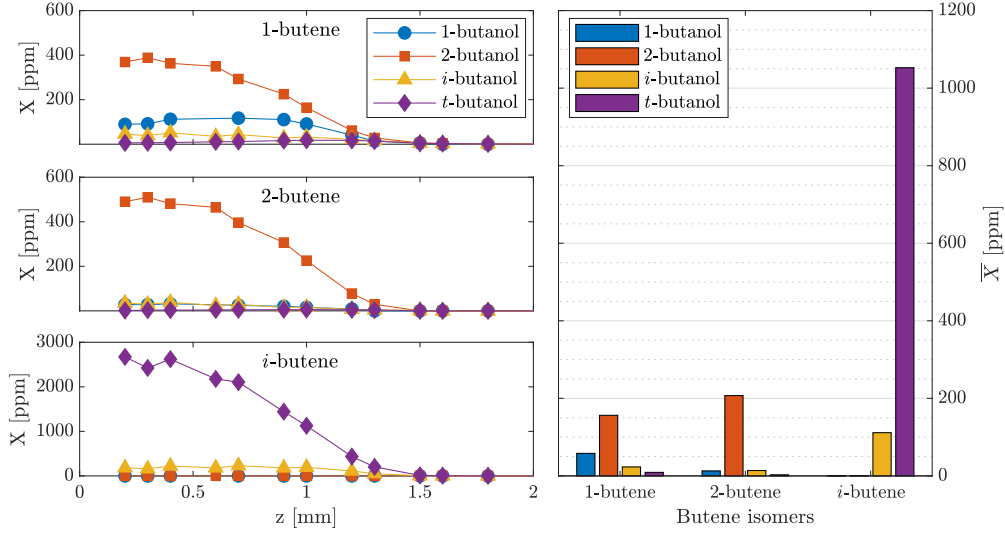 1-butene
1-butanol
2-butanol
i-butanol
t-butanol
X [ppm]
600
400
200
2-butene
X [ppm]
600
400
200
i-butene
X [ppm]
3000
2000
1000
0
0 0.5 1 1.5 2
z [mm]
1-butanol
2-butanol
i-butanol
t-butanol
1200
1000
800
600
400
200
0
X̅ [ppm]
1-butene 2-butene i-butene
Butene isomers